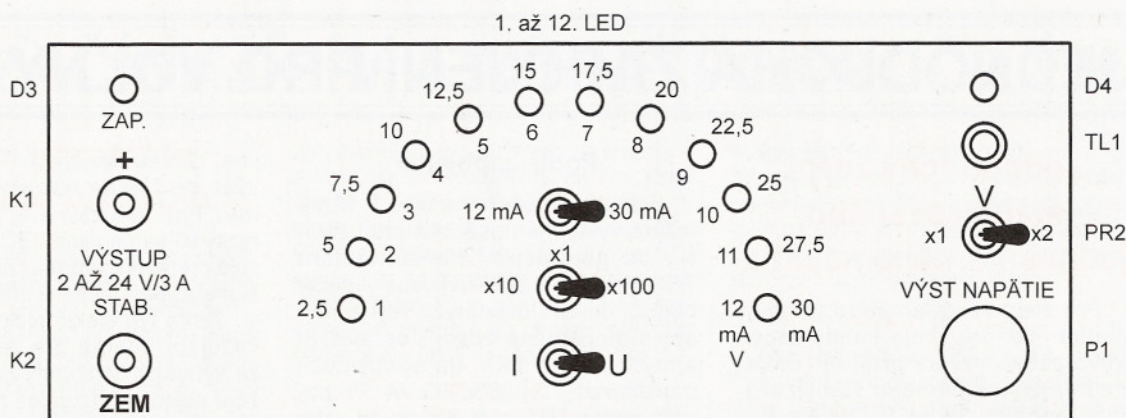 1. až 12. LED
D3
ZAP.
+
K1
VÝSTUP
2 AŽ 24 V/3 A
STAB.
K2
ZEM
2,5 1
5 2
7,5 3
10 4
12,5 5
15 6
17,5 7
20 8
22,5 9
25 10
27,5 11
12 30
mA mA
V
12 mA 30 mA
x1
x10 x100
I U
D4
TL1
V
x1 x2
PR2
VÝST NAPÄTIE
P1